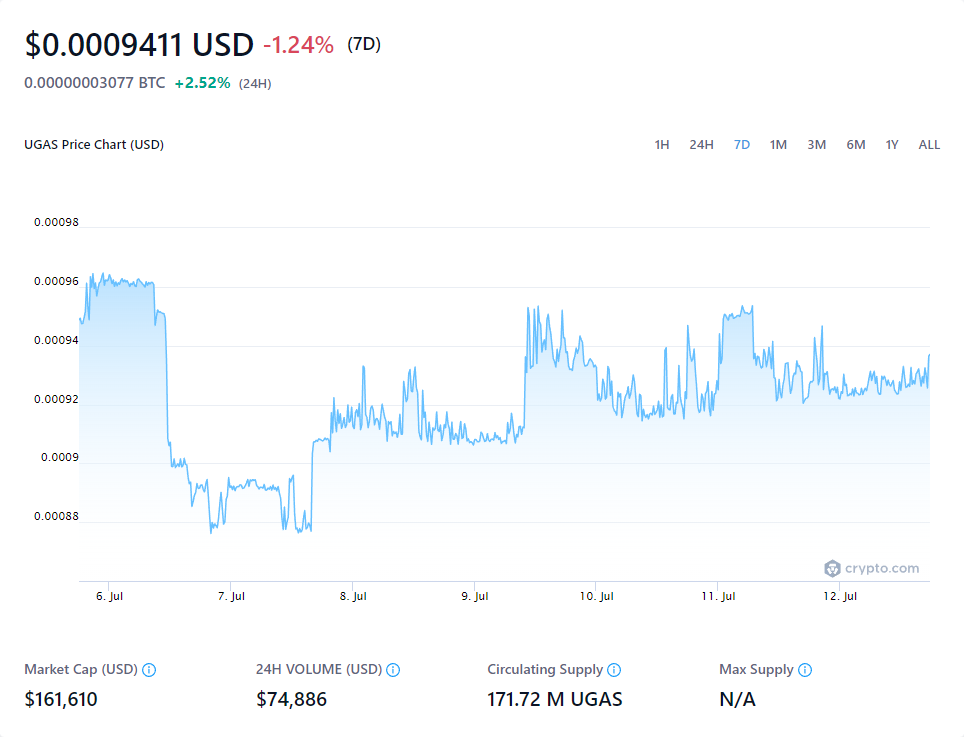 $0.0009411 USD -1.24% (7D)
0.00000003077 BTC +2.52% (24H)
UGAS Price Chart (USD) 1H 24H 7D 1M 3M 6M 1Y ALL
0.00098
0.00096
0.00094
0.00092
0.0009
0.00088
crypto.com
6. Jul 7. Jul 8. Jul 9. Jul 10. Jul 11. Jul 12. Jul
Market Cap (USD) 24H VOLUME (USD) Circulating Supply Max Supply
$161,610 $74,886 171.72 M UGAS N/A